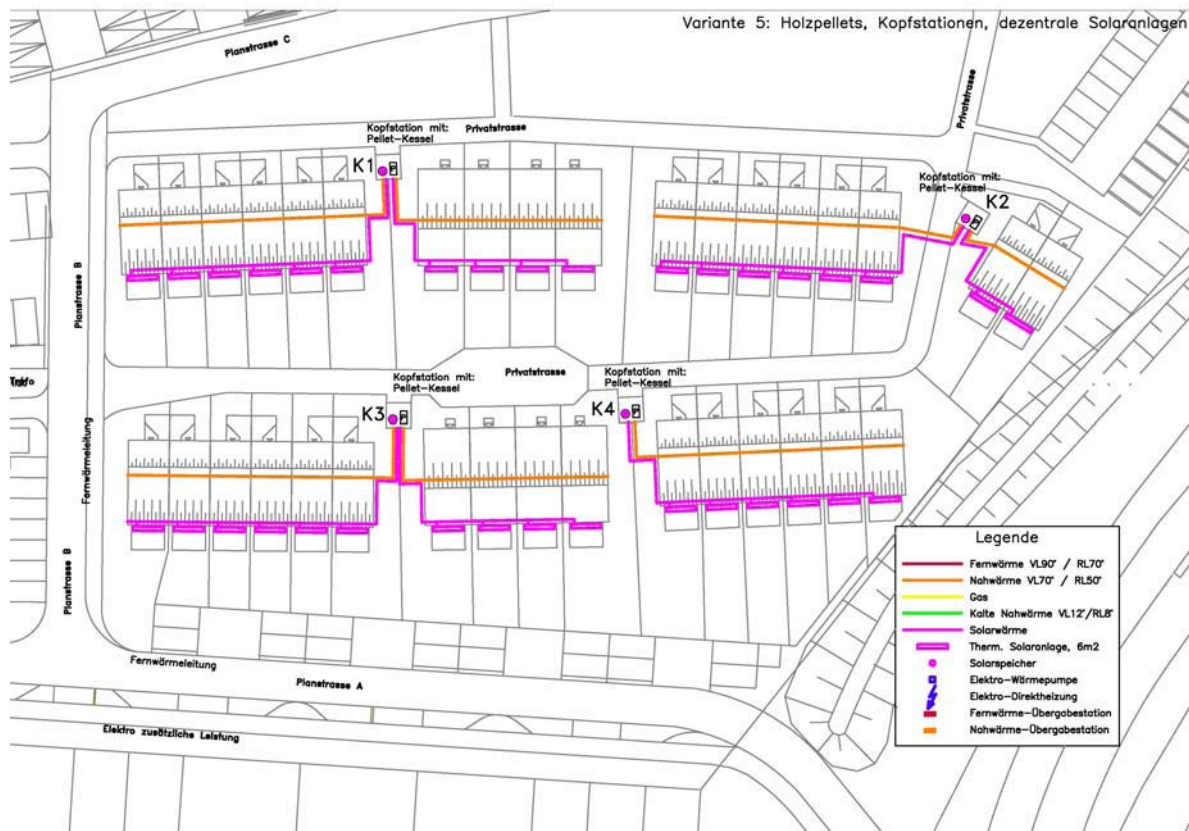 Variante 5: Holzpellets, Kopfstationen, dezentrale Solaranlagen
Planstrasse C
Privatstrasse
Kopfstation mit:
Pellet-Kessel
Privatstrasse
K1
P
Kopfstation mit:
Pellet-Kessel
K2
P
Planstrasse B
Privatstrasse
Kopfstation mit:
Pellet-Kessel
Kopfstation mit:
Pellet-Kessel
K3
P
K4
P
Fernwärmeleitung
Planstrasse B
Legende
Fernwärme VL90° / RL70°
Nahwärme VL70° / RL50°
Gas
Kalte Nahwärme VL12°/RL8°
Solarwärme
Therm. Solaranlage, 6m2
Solarspeicher
Elektro-Wärmepumpe
Elektro-Direktheizung
Fernwärme-Übergabestation
Nahwärme-Übergabestation
Fernwärmeleitung
Planstrasse A
Elektro zusätzliche Leistung